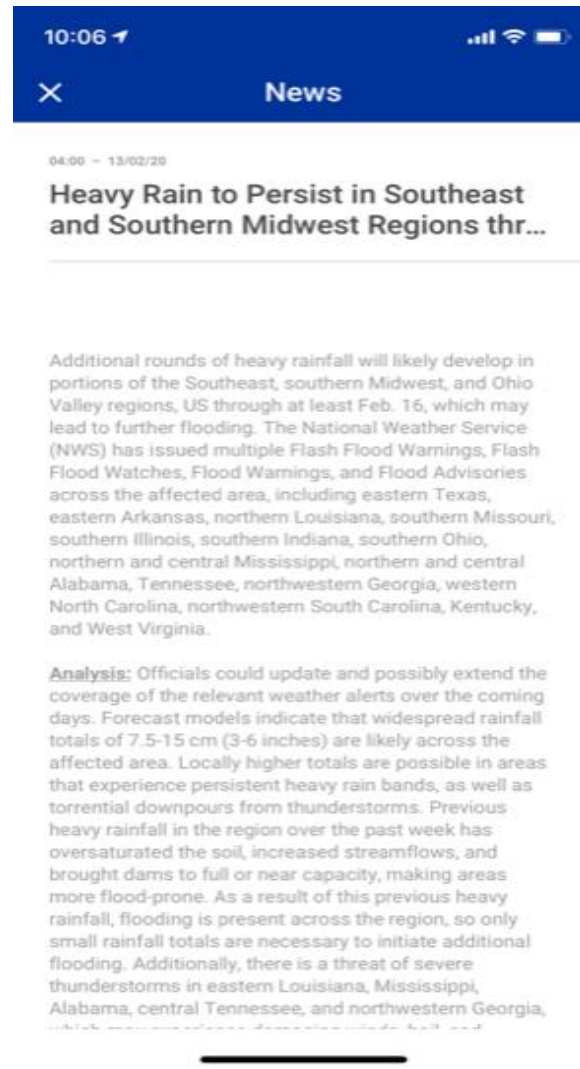 10:06
News
04:00 – 13/02/20
Heavy Rain to Persist in Southeast
and Southern Midwest Regions thr...
Additional rounds of heavy rainfall will likely develop in
portions of the Southeast, southern Midwest, and Ohio
Valley regions, US through at least Feb. 16, which may
lead to further flooding. The National Weather Service
(NWS) has issued multiple Flash Flood Warnings, Flash
Flood Watches, Flood Warnings, and Flood Advisories
across the affected area, including eastern Texas,
eastern Arkansas, northern Louisiana, southern Missouri,
southern Illinois, southern Indiana, southern Ohio,
northern and central Mississippi, northern and central
Alabama, Tennessee, northwestern Georgia, western
North Carolina, northwestern South Carolina, Kentucky,
and West Virginia.
Analysis: Officials could update and possibly extend the
coverage of the relevant weather alerts over the coming
days. Forecast models indicate that widespread rainfall
totals of 7.5-15 cm (3-6 inches) are likely across the
affected area. Locally higher totals are possible in areas
that experience persistent heavy rain bands, as well as
torrential downpours from thunderstorms. Previous
heavy rainfall in the region over the past week has
oversaturated the soil, increased streamflows, and
brought dams to full or near capacity, making areas
more flood-prone. As a result of this previous heavy
rainfall, flooding is present across the region, so only
small rainfall totals are necessary to initiate additional
flooding. Additionally, there is a threat of severe
thunderstorms in eastern Louisiana, Mississippi,
Alabama, central Tennessee, and northwestern Georgia,